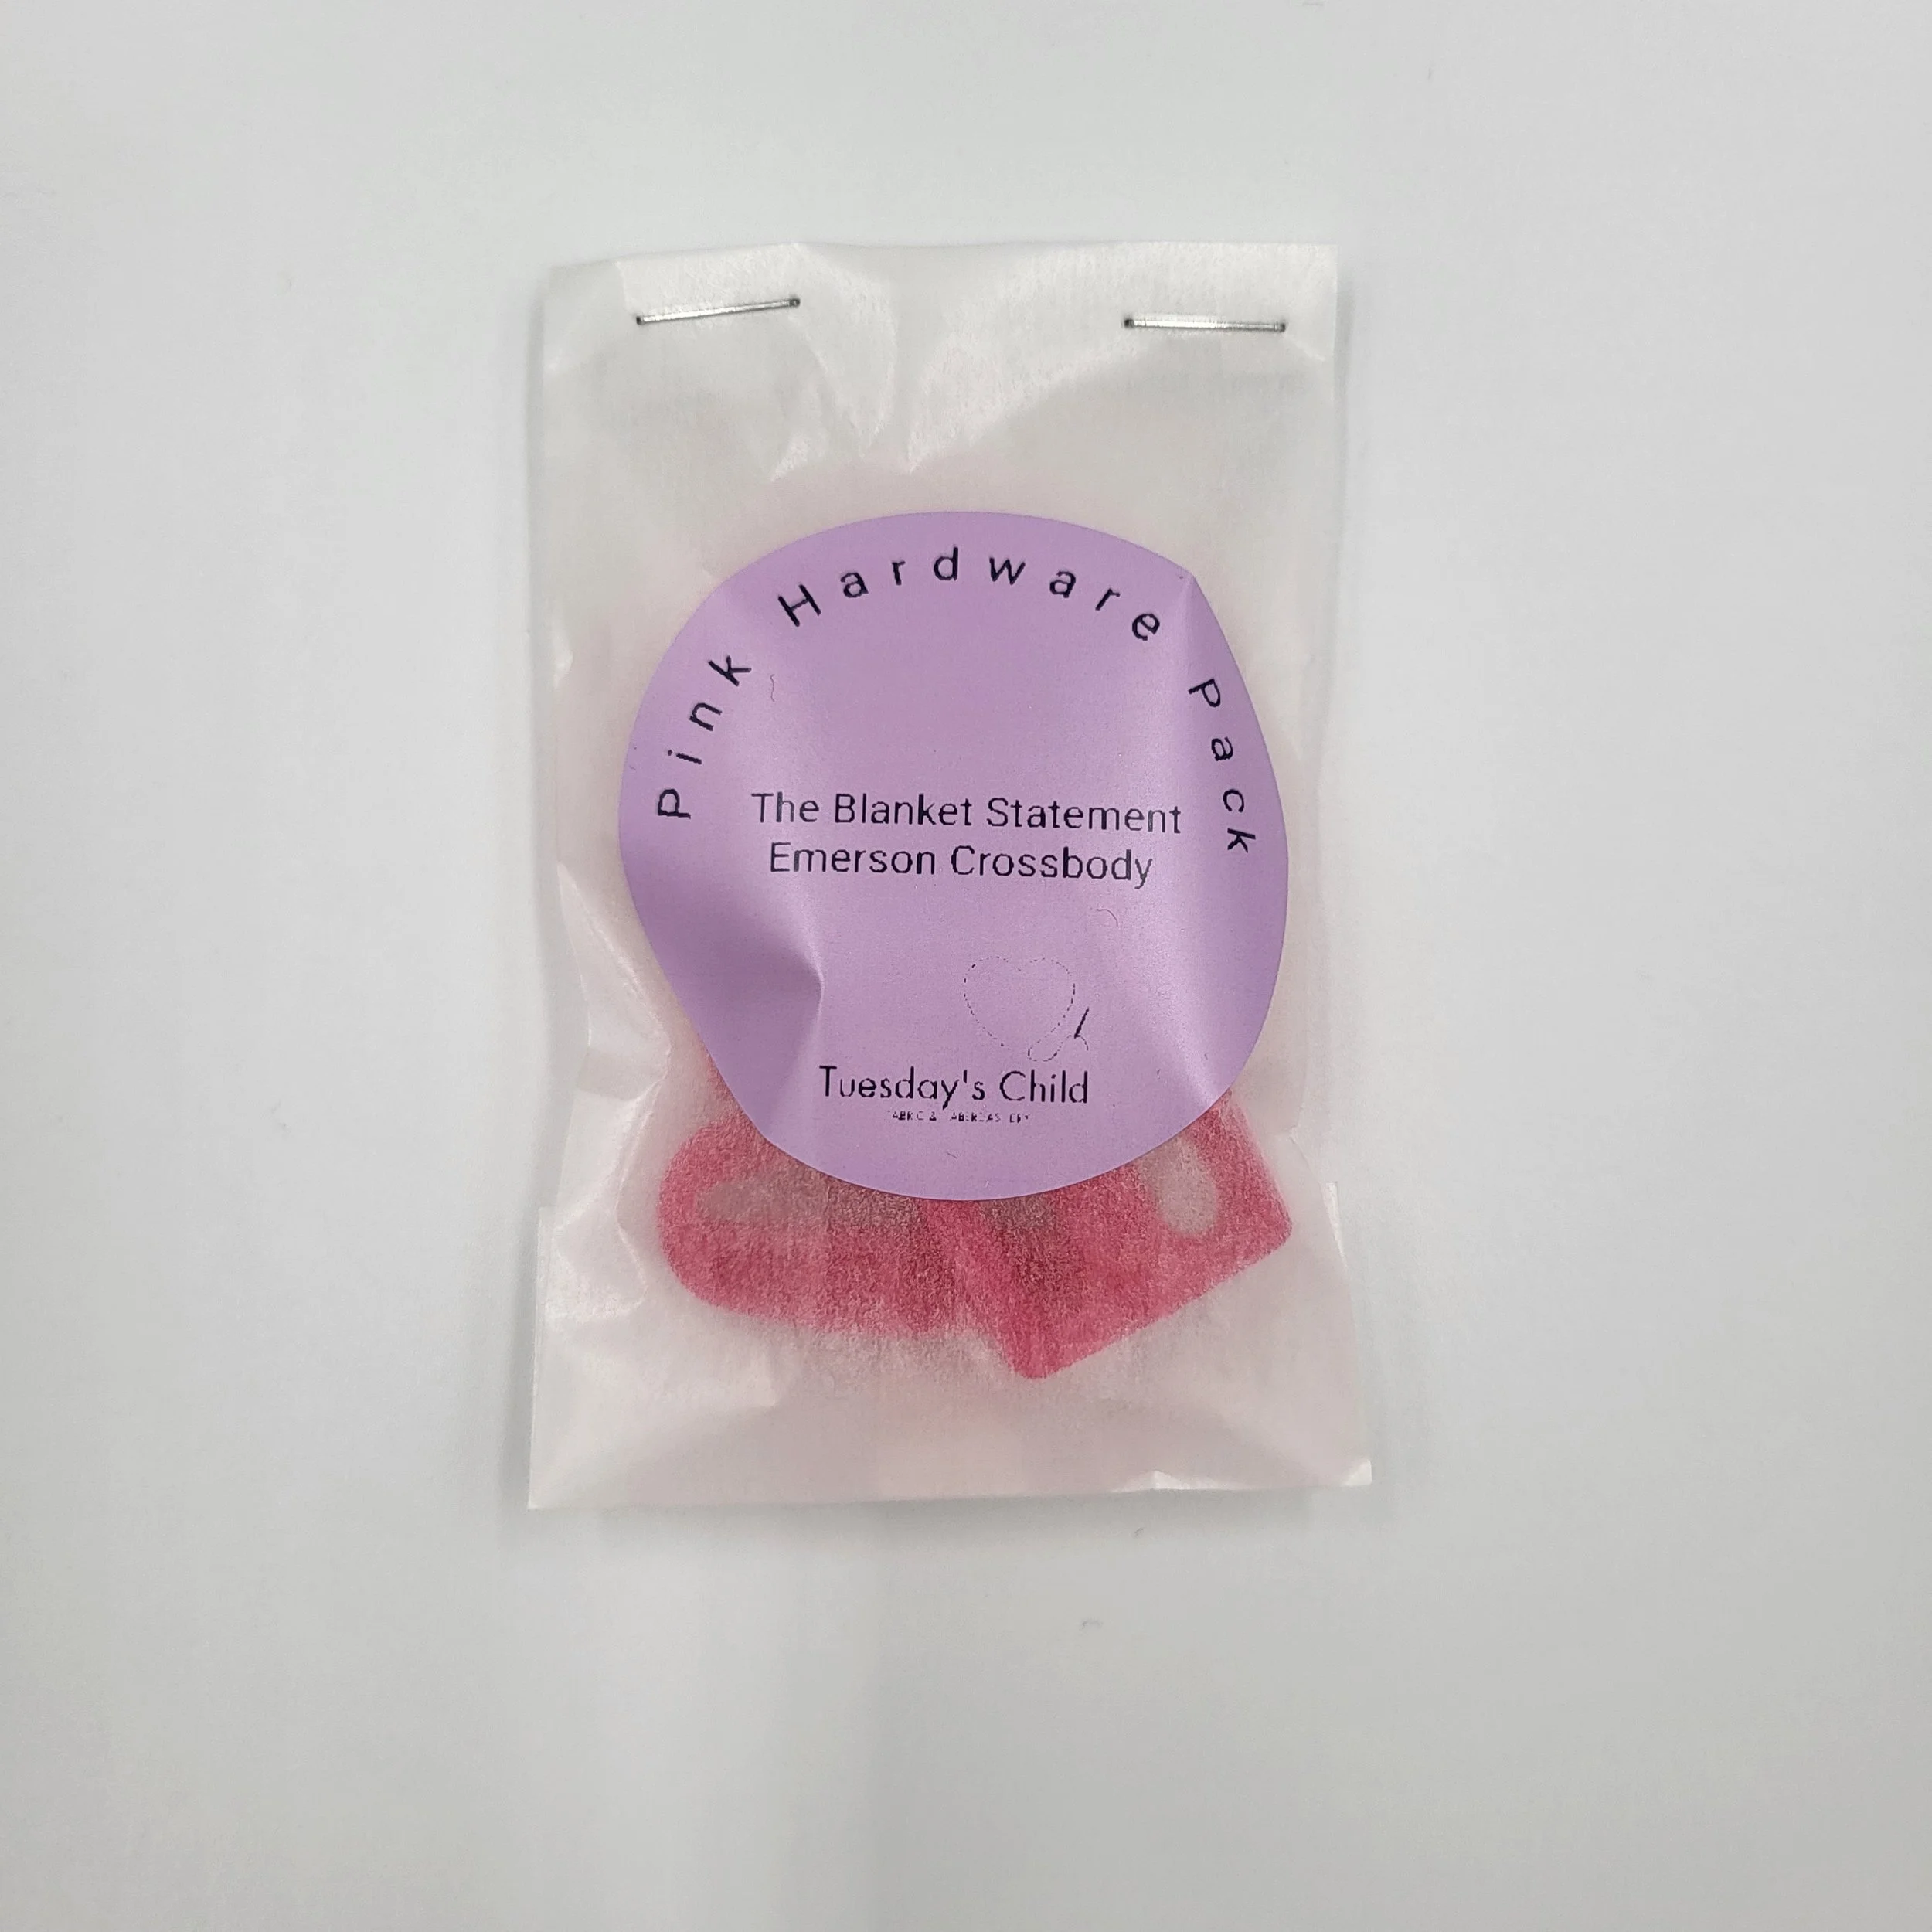 Pink Hardware Pack
The Blanket Statement
Emerson Crossbody
Tuesday's Child